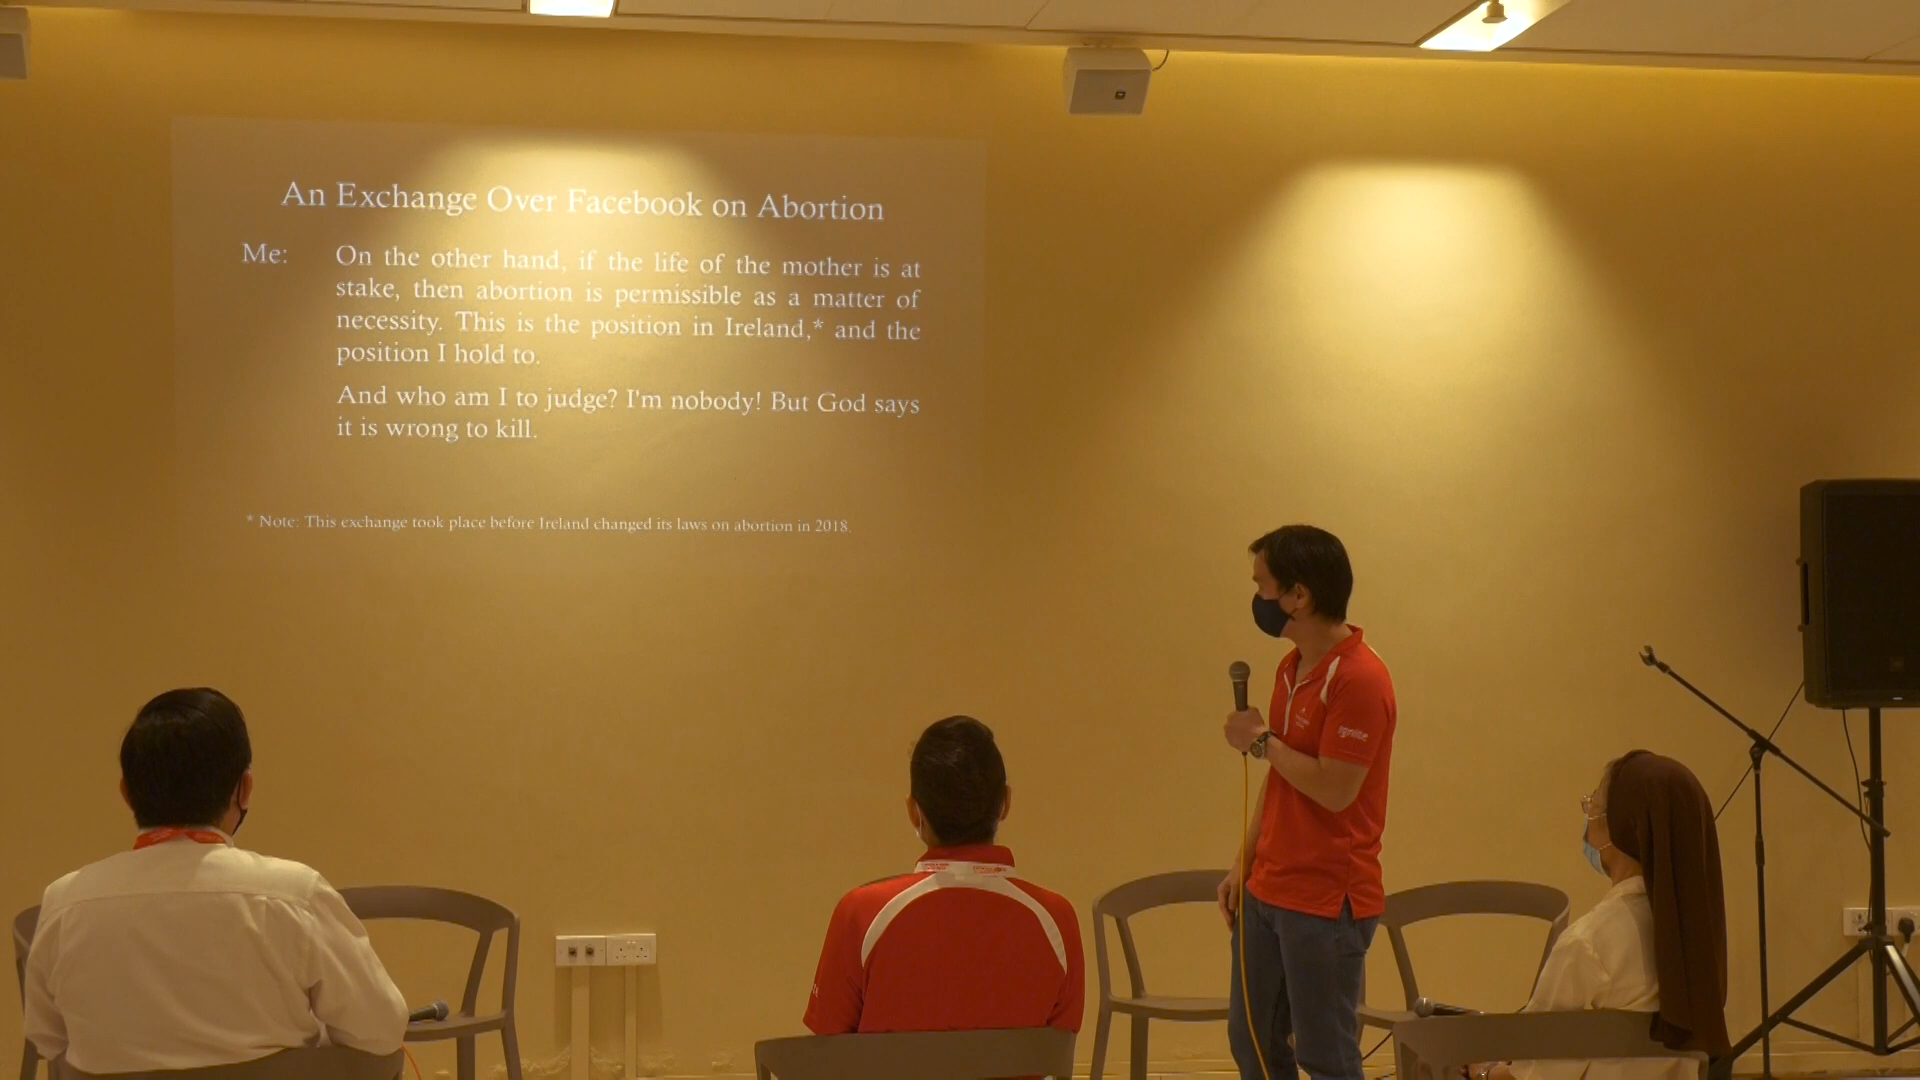 An Exchange Over Facebook on Abortion
Me: On the other hand, if the life of the mother is at
stake, then abortion is permissible as a matter of
necessity. This is the position in Ireland,* and the
position I hold to.
And who am I to judge? I'm nobody! But God says
it is wrong to kill.
* Note: This exchange took place before Ireland changed its laws on abortion in 2018.
Ignite